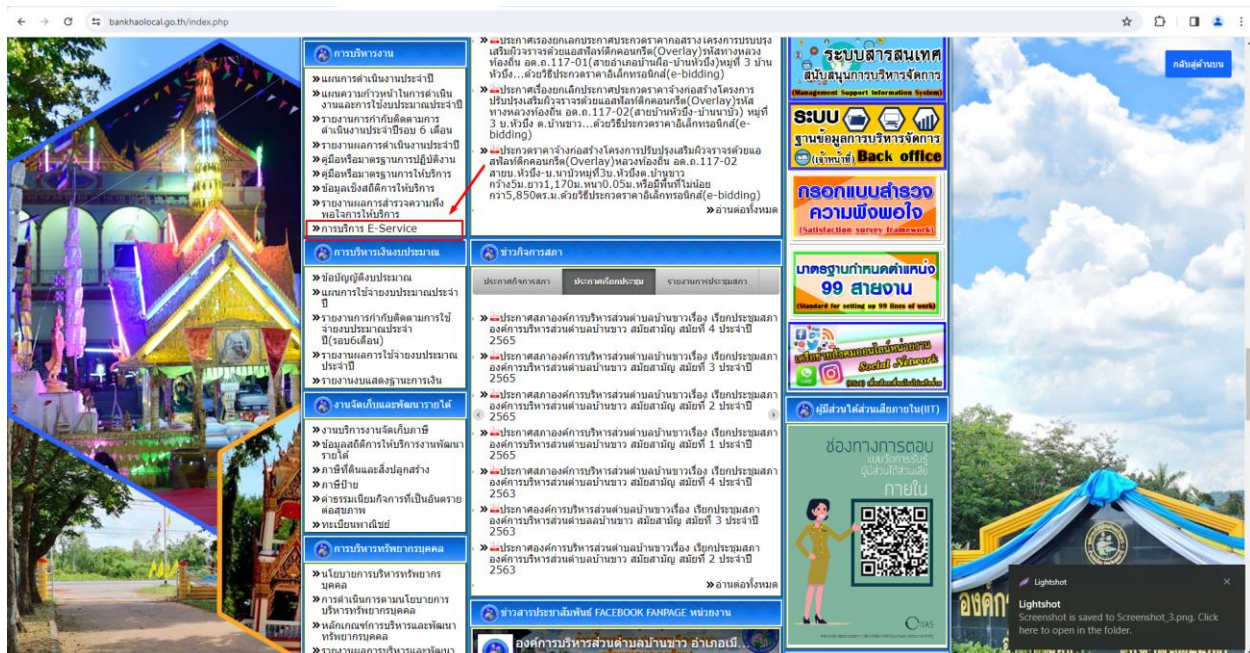 bankhaolocal.go.th/index.php
การบริหารงาน
»แผนการดำเนินงานประจำปี
»แผนความก้าวหน้าในการดำเนิน
งานและการใช้งบประมาณประจำปี
»รายงานการกำกับติดตามการ
ดำเนินงานประจำปีรอบ 6 เดือน
»รายงานผลการดำเนินงานประจำปี
»คู่มือหรือมาตรฐานการปฏิบัติงาน
»คู่มือหรือมาตรฐานการให้บริการ
»ข้อมูลเชิงสถิติการให้บริการ
»รายงานผลการสำรวจความพึง
พอใจการให้บริการ
»การบริการ E-Service
การบริหารเงินงบประมาณ
»ข้อบัญญัติงบประมาณ
»แผนการใช้จ่ายงบประมาณประจำ
ปี
»รายงานการกำกับติดตามการใช้
จ่ายงบประมาณประจำ
ปี(รอบ6เดือน)
»รายงานผลการใช้จ่ายงบประมาณ
ประจำปี
»รายงานงบแสดงฐานะการเงิน
งานจัดเก็บและพัฒนารายได้
»งานบริการงานจัดเก็บภาษี
»ข้อมูลสถิติการให้บริการงานพัฒนา
รายได้
»ภาษีที่ดินและสิ่งปลูกสร้าง
»ภาษีป้าย
»ค่าธรรมเนียมกิจการที่เป็นอันตราย
ต่อสุขภาพ
»ทะเบียนพาณิชย์
การบริหารทรัพยากรบุคคล
»นโยบายการบริหารทรัพยากร
บุคคล
»การดำเนินการตามนโยบายการ
บริหารทรัพยากรบุคคล
»หลักเกณฑ์การบริหารและพัฒนา
ทรัพยากรบุคคล
»รายงานผลการบริหารและพัฒนา
»ประกาศเรื่องยกเลิกประกาศประกวดราคาก่อสร้างโครงการปรับปรุง
เสริมผิวจราจรด้วยแอสฟัลท์ติกคอนกรีต(Overlay)รหัสทางหลวง
ท้องถิ่น อด.ถ.117-01(สายอำเภอบ้านผือ-บ้านหัวบึง)หมู่ที่ 3 บ้าน
หัวบึง...ด้วยวิธีประกวดราคาอิเล็กทรอนิกส์(e-bidding)
»ประกาศเรื่องยกเลิกประกาศประกวดราคาจ้างก่อสร้างโครงการ
ปรับปรุงเสริมผิวจราจรด้วยแอสฟัลท์ติกคอนกรีต(Overlay)รหัส
ทางหลวงท้องถิ่น อด.ถ.117-02(สายบ้านหัวบึง-บ้านนาบัว) หมู่ที่
3 บ.หัวบึง ต.บ้านขาว...ด้วยวิธีประกวดราคาอิเล็กทรอนิกส์(e-
bidding)
»ประกวดราคาจ้างก่อสร้างโครงการปรับปรุงเสริมผิวจราจรด้วยแอ
สฟัลท์ติกคอนกรีต(Overlay)หลวงท้องถิ่น อด.ถ.117-02
สายบ.หัวบึง-บ.นาบัวหมู่ที่3บ.หัวบึงต.บ้านขาว
กว้าง5ม.ยาว1,170ม.หนา0.05ม.หรือมีพื้นที่ไม่น้อย
กว่า5,850ตร.ม.ด้วยวิธีประกวดราคาอิเล็กทรอนิกส์(e-bidding)
»อ่านต่อทั้งหมด
ข่าวกิจการสภา
ประกาศกิจการสภา ประกาศเรียกประชุม รายงานการประชุมสภา
»ประกาศสภาองค์การบริหารส่วนตำบลบ้านขาวเรื่อง เรียกประชุมสภา
องค์การบริหารส่วนตำบลบ้านขาว สมัยสามัญ สมัยที่ 4 ประจำปี
2565
»ประกาศสภาองค์การบริหารส่วนตำบลบ้านขาวเรื่อง เรียกประชุมสภา
องค์การบริหารส่วนตำบลบ้านขาว สมัยสามัญ สมัยที่ 3 ประจำปี
2565
»ประกาศสภาองค์การบริหารส่วนตำบลบ้านขาวเรื่อง เรียกประชุมสภา
องค์การบริหารส่วนตำบลบ้านขาว สมัยสามัญ สมัยที่ 2 ประจำปี
2565
»ประกาศสภาองค์การบริหารส่วนตำบลบ้านขาวเรื่อง เรียกประชุมสภา
องค์การบริหารส่วนตำบลบ้านขาว สมัยสามัญ สมัยที่ 1 ประจำปี
2565
»ประกาศสภาองค์การบริหารส่วนตำบลบ้านขาวเรื่อง เรียกประชุมสภา
องค์การบริหารส่วนตำบลบ้านขาว สมัยสามัญ สมัยที่ 4 ประจำปี
2563
»ประกาศองค์การบริหารส่วนตำบลบ้านขาวเรื่อง เรียกประชุมสภา
องค์การบริหารส่วนตำบลอบ้านขาว สมัยสามัญ สมัยที่ 3 ประจำปี
2563
»ประกาศองค์การบริหารส่วนตำบลบ้านขาวเรื่อง เรียกประชุมสภา
องค์การบริหารส่วนตำบลบ้านขาว สมัยสามัญ สมัยที่ 2 ประจำปี
2563
»อ่านต่อทั้งหมด
ข่าวสารประชาสัมพันธ์ FACEBOOK FANPAGE หน่วยงาน
องค์การบริหารส่วนตำบลบ้านขาว อำเภอเมื...
ระบบสารสนเทศ
สนับสนุนการบริหารจัดการ
(Management Support Information System)
ระบบ
ฐานข้อมูลการบริหารจัดการ
(เจ้าหน้าที่) Back office
กรอกแบบสำรวจ
ความพึงพอใจ
(Satisfaction survey framework)
มาตรฐานกำหนดตำแหน่ง
99 สายงาน
(Standard for setting up 99 lines of work)
เครือข่ายสังคมออนไลน์หน่วยงาน
Social Network
ผู้มีส่วนได้ส่วนเสียภายใน(IIT)
ช่องทางการตอบ
แบบวัดการรับรู้
ผู้มีส่วนได้ส่วนเสีย
ภายใน
ITAS
กลับสู่ด้านบน
Lightshot
Lightshot
Screenshot is saved to Screenshot_3.png. Click
here to open in the folder.